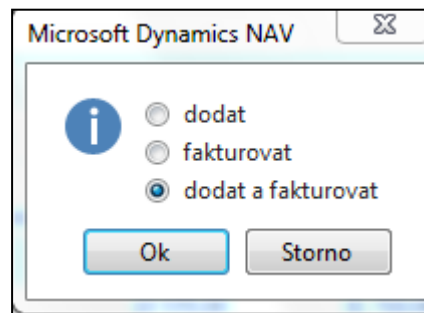 Microsoft Dynamics NAV
dodat
fakturovat
dodat a fakturovat
Ok
Storno